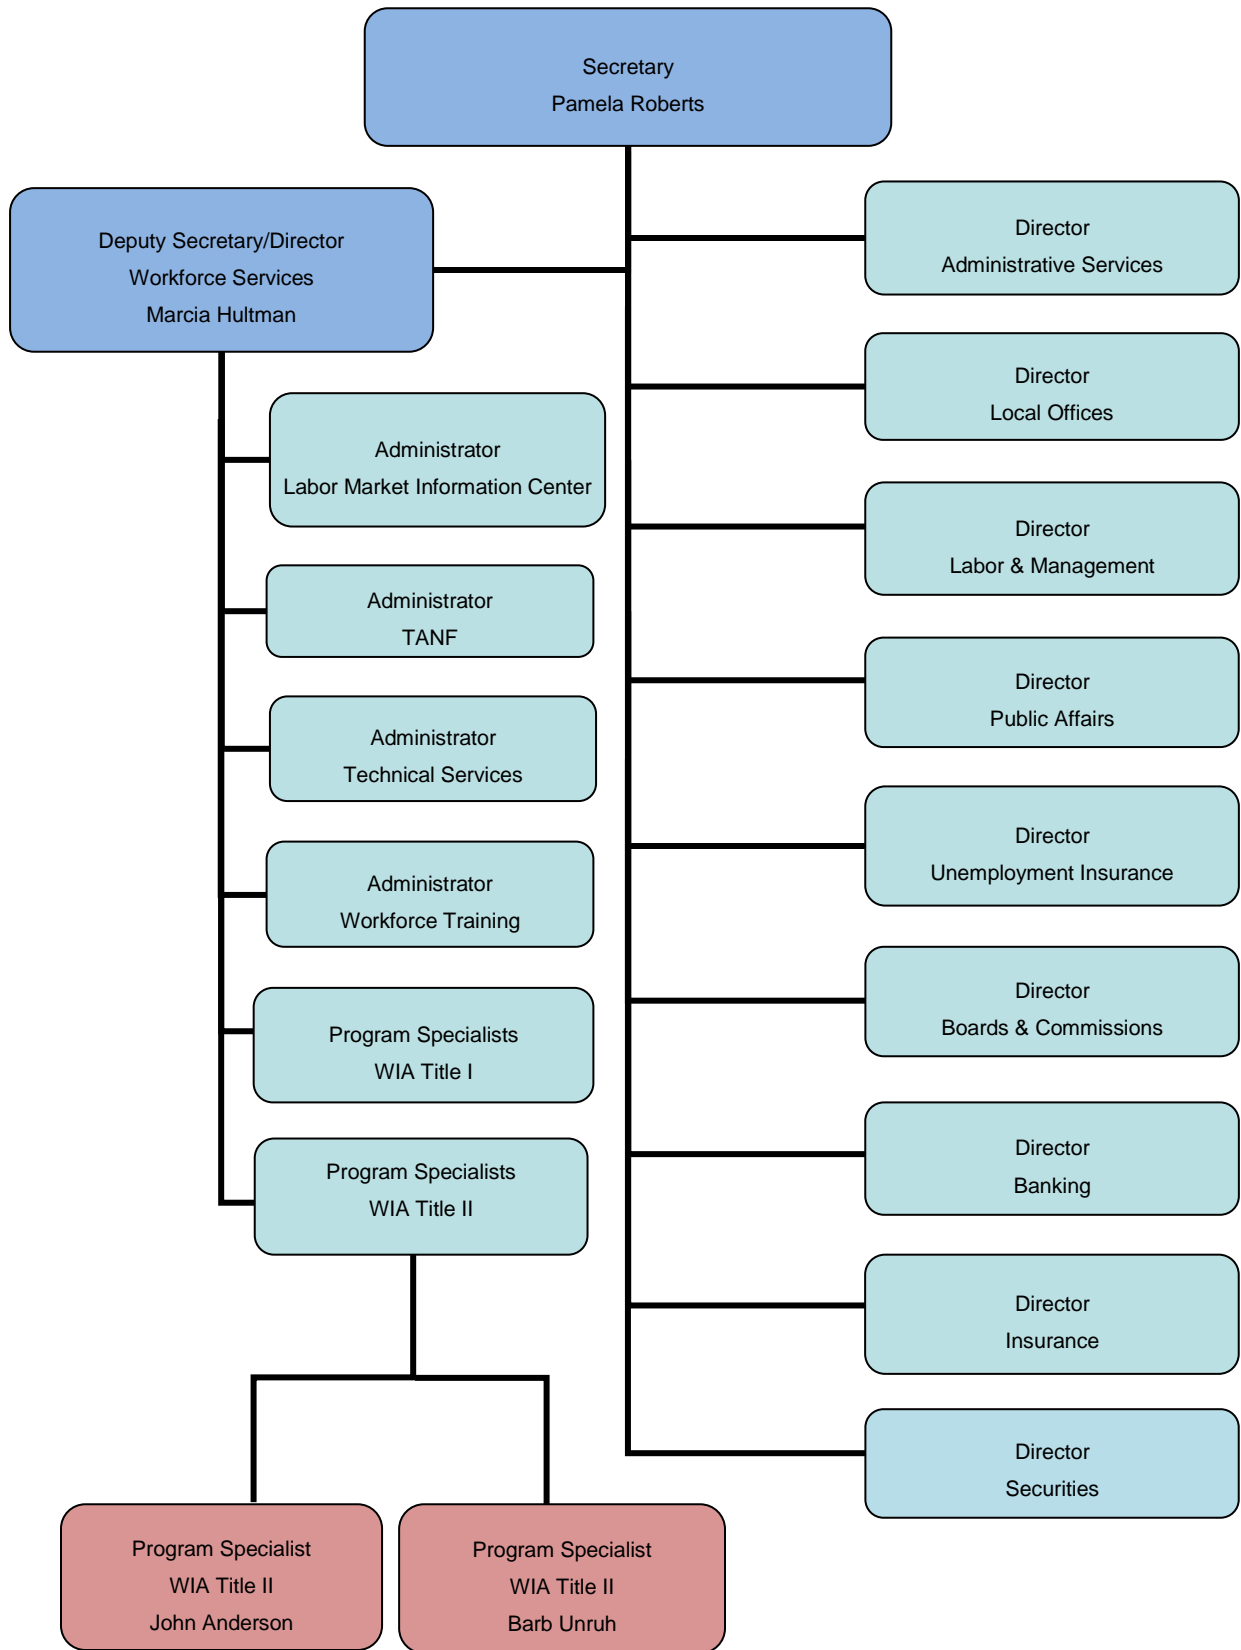 Secretary
Pamela Roberts
Deputy Secretary/Director
Workforce Services
Marcia Hultman
Administrator
Labor Market Information Center
Administrator
TANF
Administrator
Technical Services
Administrator
Workforce Training
Program Specialists
WIA Title I
Program Specialists
WIA Title II
Program Specialist
WIA Title II
John Anderson
Program Specialist
WIA Title II
Barb Unruh
Director
Administrative Services
Director
Local Offices
Director
Labor & Management
Director
Public Affairs
Director
Unemployment Insurance
Director
Boards & Commissions
Director
Banking
Director
Insurance
Director
Securities